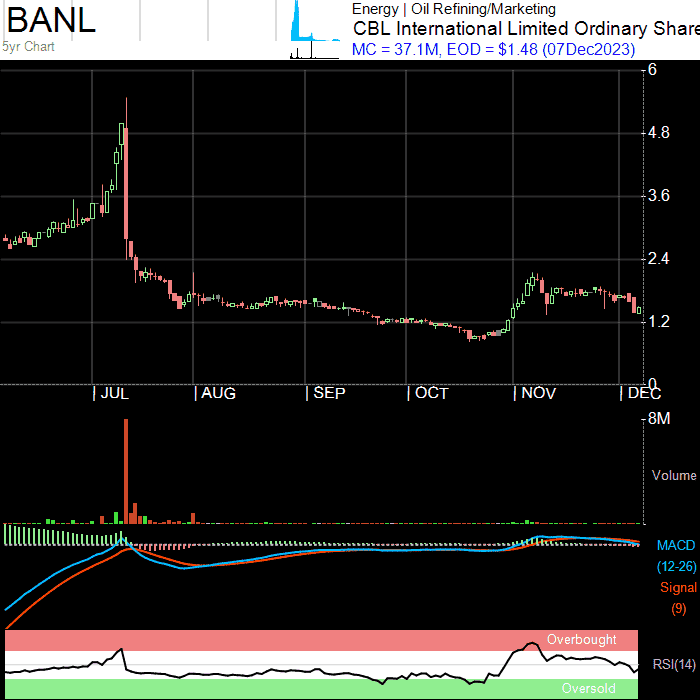 BANL
5yr Chart
Energy | Oil Refining/Marketing
CBL International Limited Ordinary Share
MC = 37.1M, EOD = $1.48 (07Dec2023)
6
4.8
3.6
2.4
1.2
0
| JUL | AUG | SEP | OCT | NOV | DEC
8M
Volume
MACD
(12-26)
Signal
(9)
Overbought
RSI(14)
Oversold